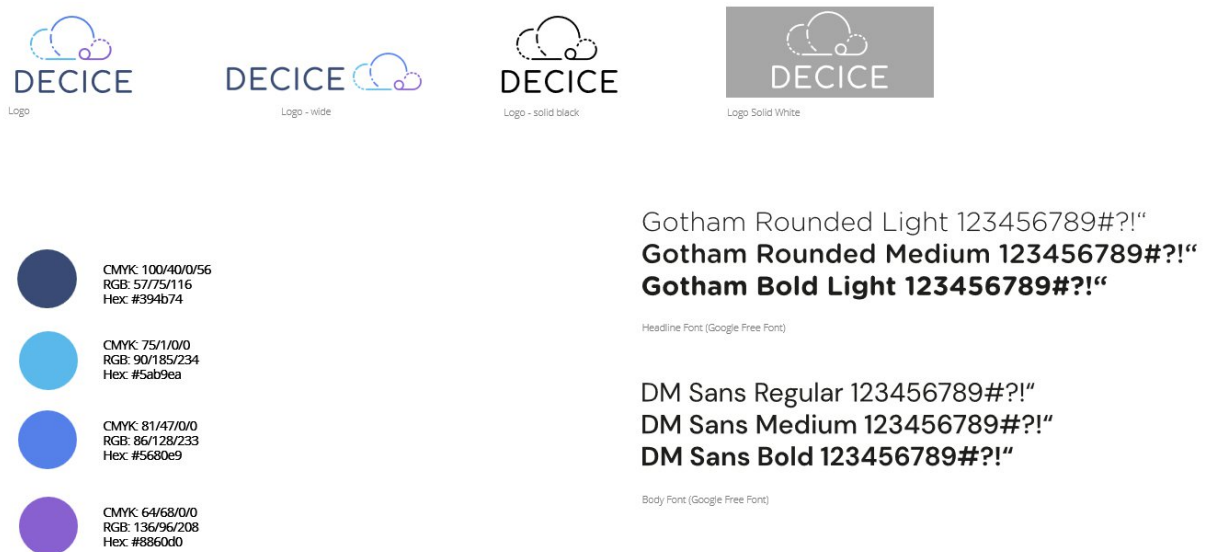 DECICE
Logo
DECICE
Logo - wide
DECICE
Logo - solid black
DECICE
Logo Solid White
CMYK: 100/40/0/56
RGB: 57/75/116
Hex: #394b74
CMYK: 75/1/0/0
RGB: 90/185/234
Hex: #5ab9ea
CMYK: 81/47/0/0
RGB: 86/128/233
Hex: #5680e9
CMYK: 64/68/0/0
RGB: 136/96/208
Hex: #8860d0
Gotham Rounded Light 123456789#?!“
Gotham Rounded Medium 123456789#?!“
Gotham Bold Light 123456789#?!“
Headline Font (Google Free Font)
DM Sans Regular 123456789#?!“
DM Sans Medium 123456789#?!“
DM Sans Bold 123456789#?!“
Body Font (Google Free Font)